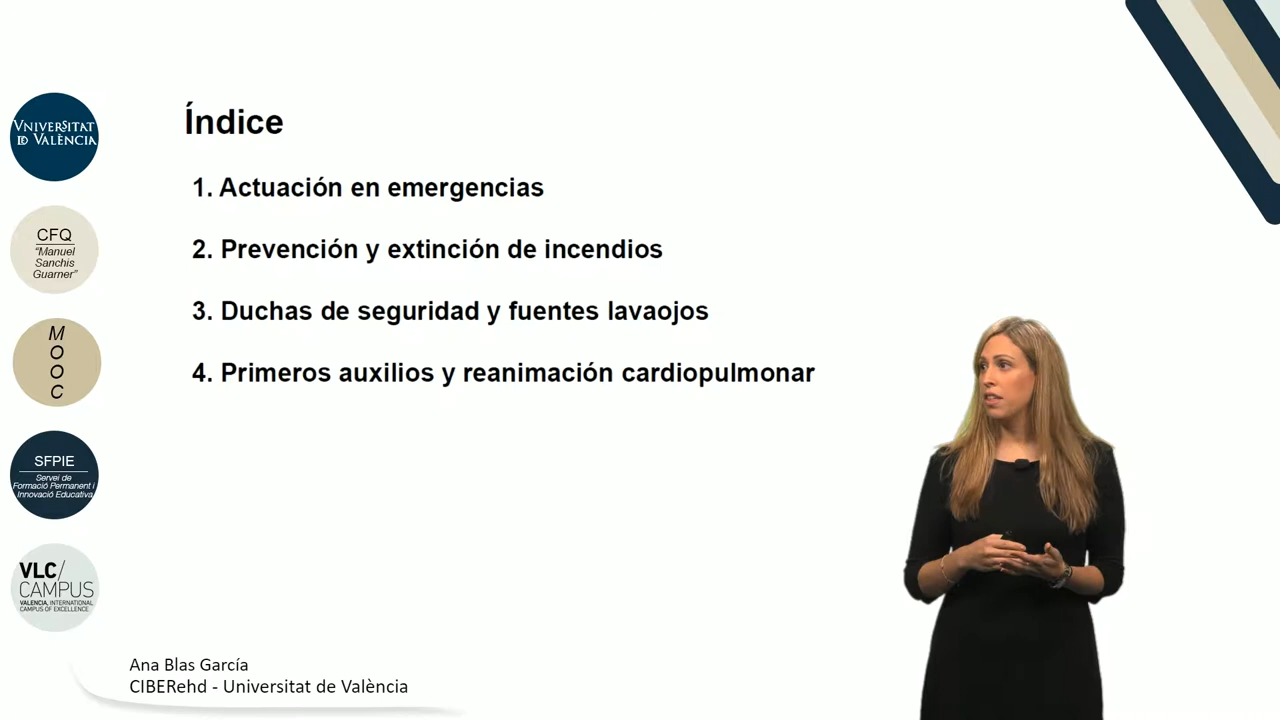 Índice
1. Actuación en emergencias
2. Prevención y extinción de incendios
3. Duchas de seguridad y fuentes lavaojos
4. Primeros auxilios y reanimación cardiopulmonar
VNIVERSITAT
ID VALÈNCIA
CFQ
“Manuel
Sanchis
Guarner”
M
O
O
C
SFPIE
Servei de
Formació Permanent i
Innovació Educativa
VLC/
CAMPUS
VALENCIA, INTERNATIONAL
CAMPUS OF EXCELLENCE
Ana Blas García
CIBERehd - Universitat de València